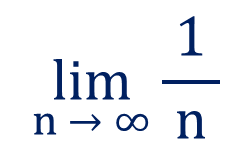 lim 1/n
n → ∞